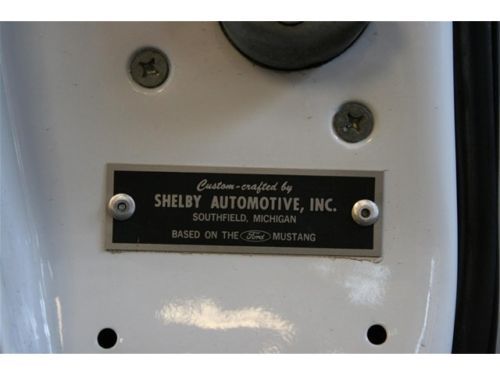 Custom-crafted by
SHELBY AUTOMOTIVE, INC.
SOUTHFIELD, MICHIGAN
BASED ON THE Ford MUSTANG